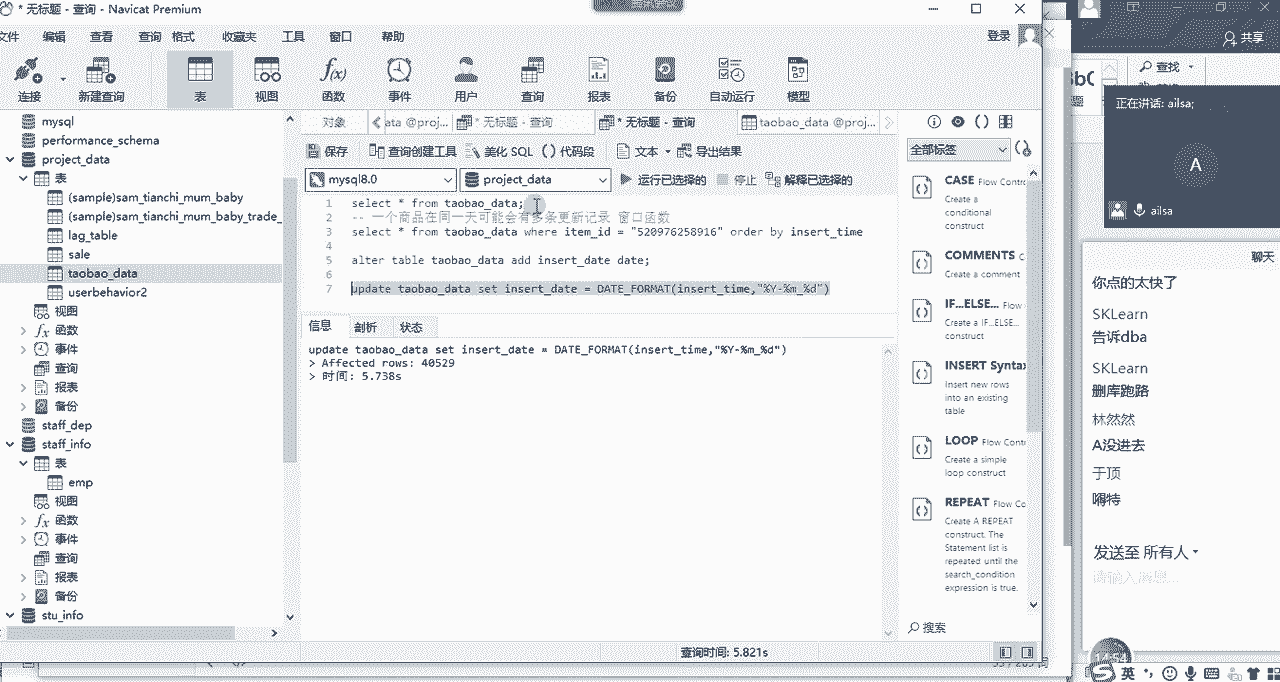 * 无标题 - 查询) - Navicat Premium
文件 编辑 查看 查询 格式 收藏夹 工具 窗口 帮助
登录
连接 新建查询 表 视图 函数 事件 用户 查询 报表 备份 自动运行 模型
共享
查找
mysql
performance_schema
project_data
表
(sample)sam_tianchi_mum_baby
(sample)sam_tianchi_mum_baby_trade_
lag_table
sale
taobao_data
userbehavior2
视图
函数
事件
查询
报表
备份
staff_dep
staff_info
表
emp
视图
函数
事件
查询
报表
备份
stu_info
对象 ata @proj... * 无标题 - 查询 * 无标题 - 查询 taobao_data @proj...
保存 查询创建工具 美化 SQL () 代码段 文本 导出结果
mysql8.0 project_data 运行已选择的 停止 解释已选择的
1 select * from taobao_data;
2 -- 一个商品在同一天可能会有多条更新记录 窗口函数
3 select * from taobao_data where item_id = "520976258916" order by insert_time
4
5 alter table taobao_data add insert_date date;
6
7 update taobao_data set insert_date = DATE_FORMAT(insert_time,"%Y-%m_%d")
信息 剖析 状态
update taobao_data set insert_date = DATE_FORMAT(insert_time,"%Y-%m_%d")
> Affected rows: 40529
> 时间: 5.738s
查询时间: 5.821s
全部标签
CASE Flow Contr
Create a
conditional
construct
COMMENTS C
Create a comment
IF...ELSE... Flow
Create a IF...ELSE...
construct
INSERT Syntax
Insert new rows
into an existing
table
LOOP Flow Contr
Create a simple
loop construct
REPEAT Flow Co
Create A REPEAT
construct. The
Statement list is
repeated until the
search_condition
expression is true.
搜索
正在讲话: ailsa;
A
ailsa
聊天
你点的太快了
SKLearn
告诉dba
SKLearn
删库跑路
林然然
A没进去
于顶
嘚特
发送至 所有人
英